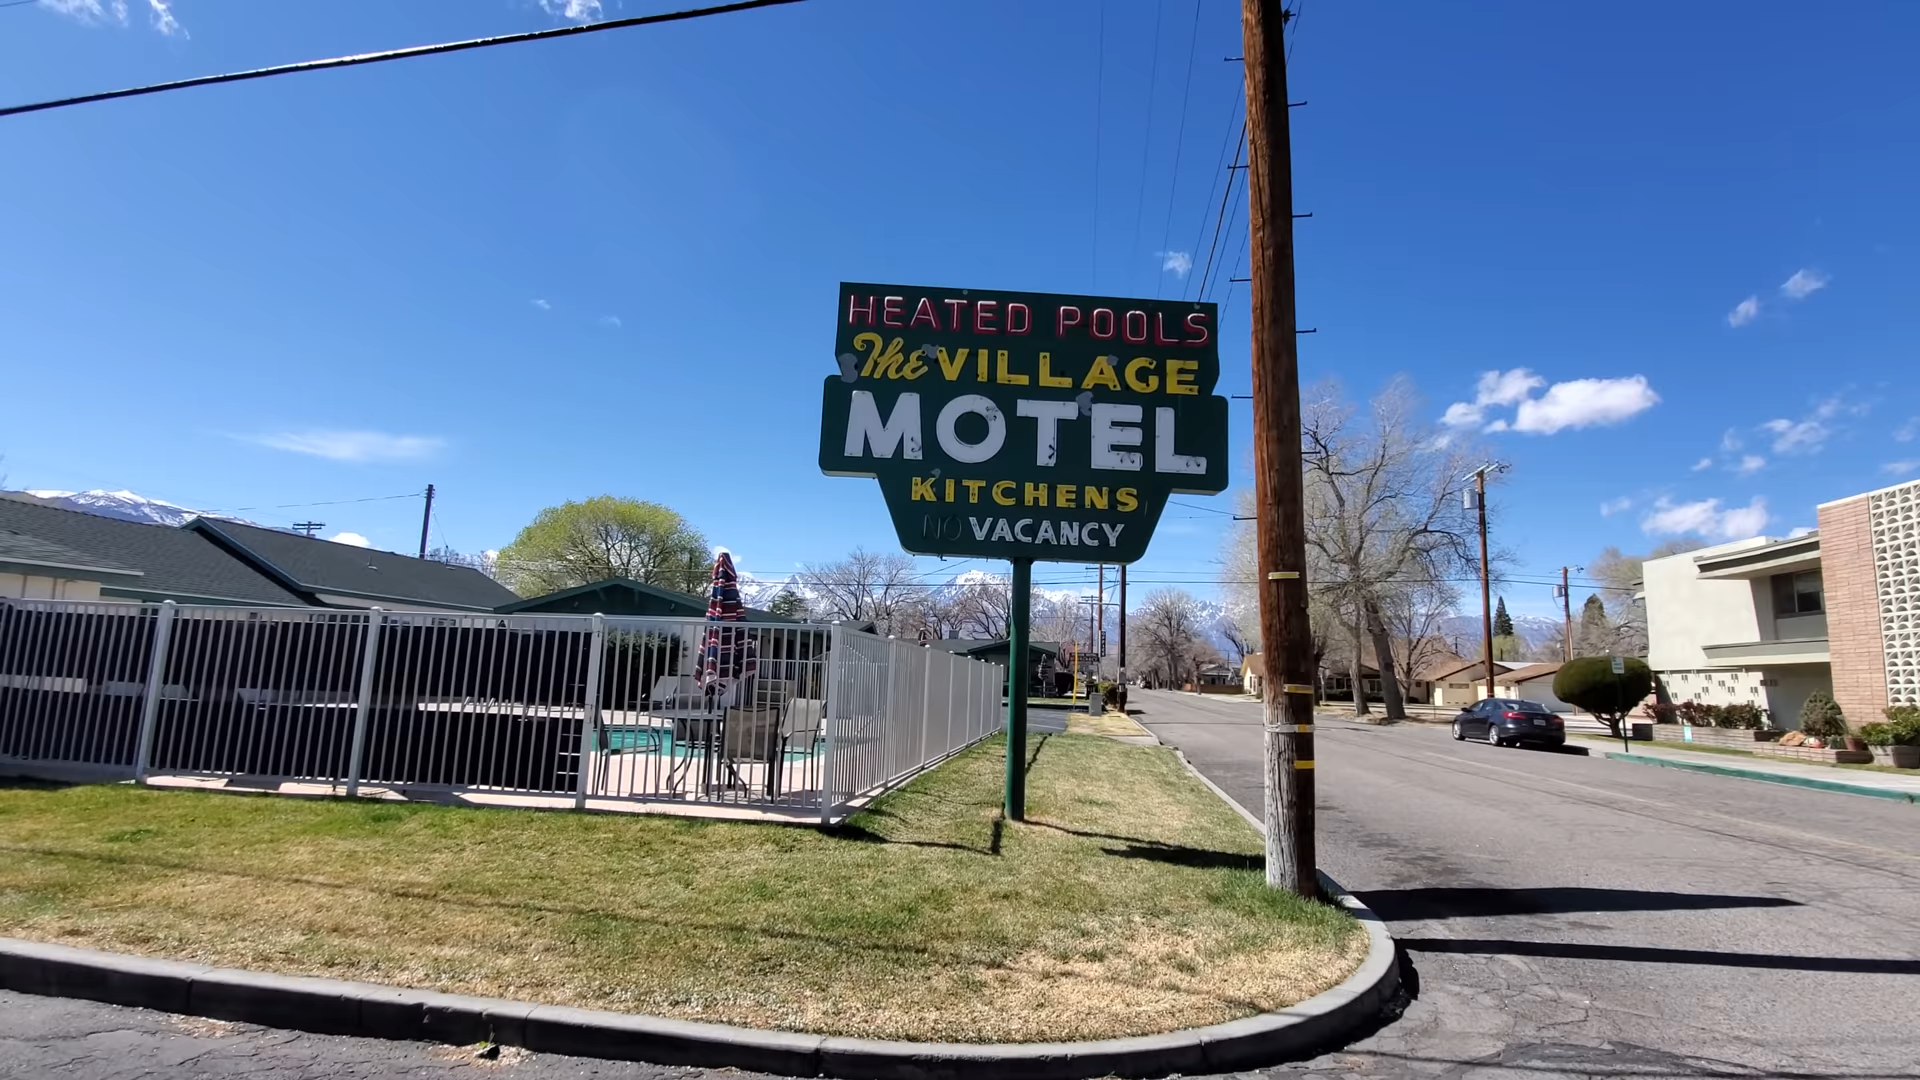 HEATED POOLS
The VILLAGE
MOTEL
KITCHENS
NO VACANCY